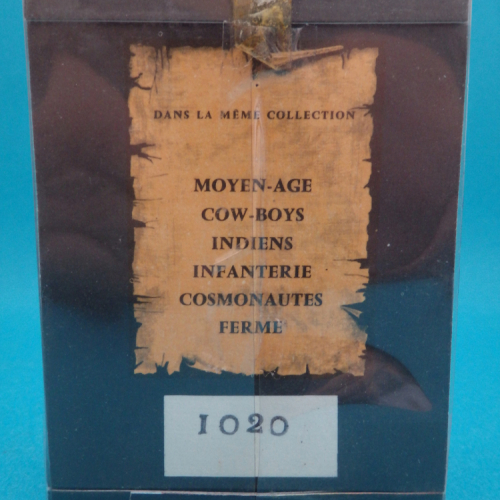 DANS LA MÊME COLLECTION
MOYEN-AGE
COW-BOYS
INDIENS
INFANTERIE
COSMONAUTES
FERME
1020